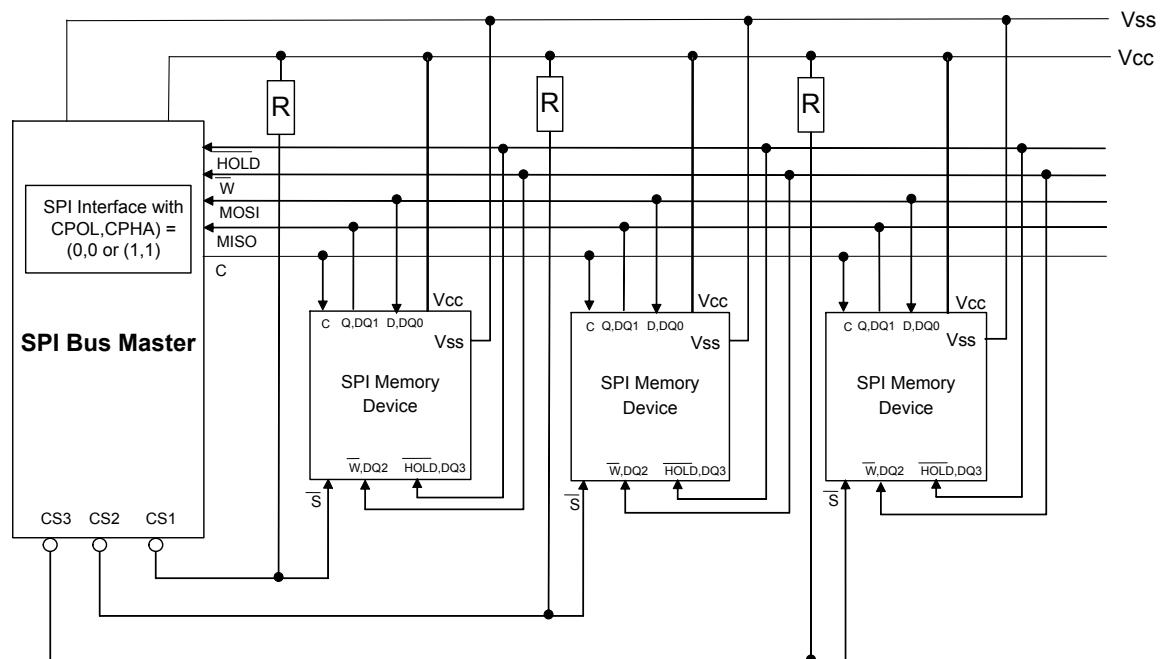 Vss
Vcc
R
R
R
HOLD
W
MOSI
MISO
C
SPI Interface with
CPOL,CPHA) =
(0,0 or (1,1)
SPI Bus Master
CS3 CS2 CS1
C Q,DQ1 D,DQ0
Vcc
Vss
SPI Memory
Device
W,DQ2 HOLD,DQ3
S
C Q,DQ1 D,DQ0
Vcc
Vss
SPI Memory
Device
W,DQ2 HOLD,DQ3
S
C Q,DQ1 D,DQ0
Vcc
Vss
SPI Memory
Device
W,DQ2 HOLD,DQ3
S